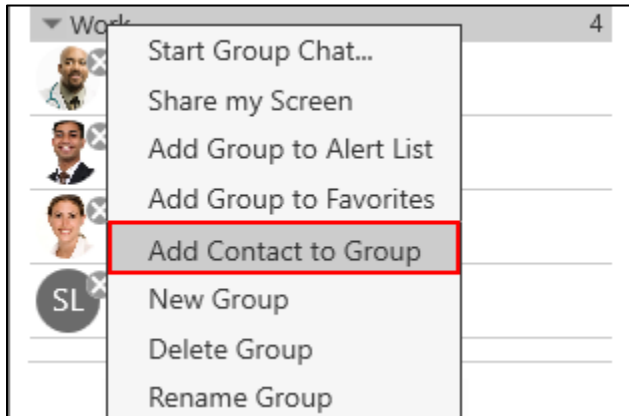 Work 4
Start Group Chat...
Share my Screen
Add Group to Alert List
Add Group to Favorites
Add Contact to Group
SL
New Group
Delete Group
Rename Group